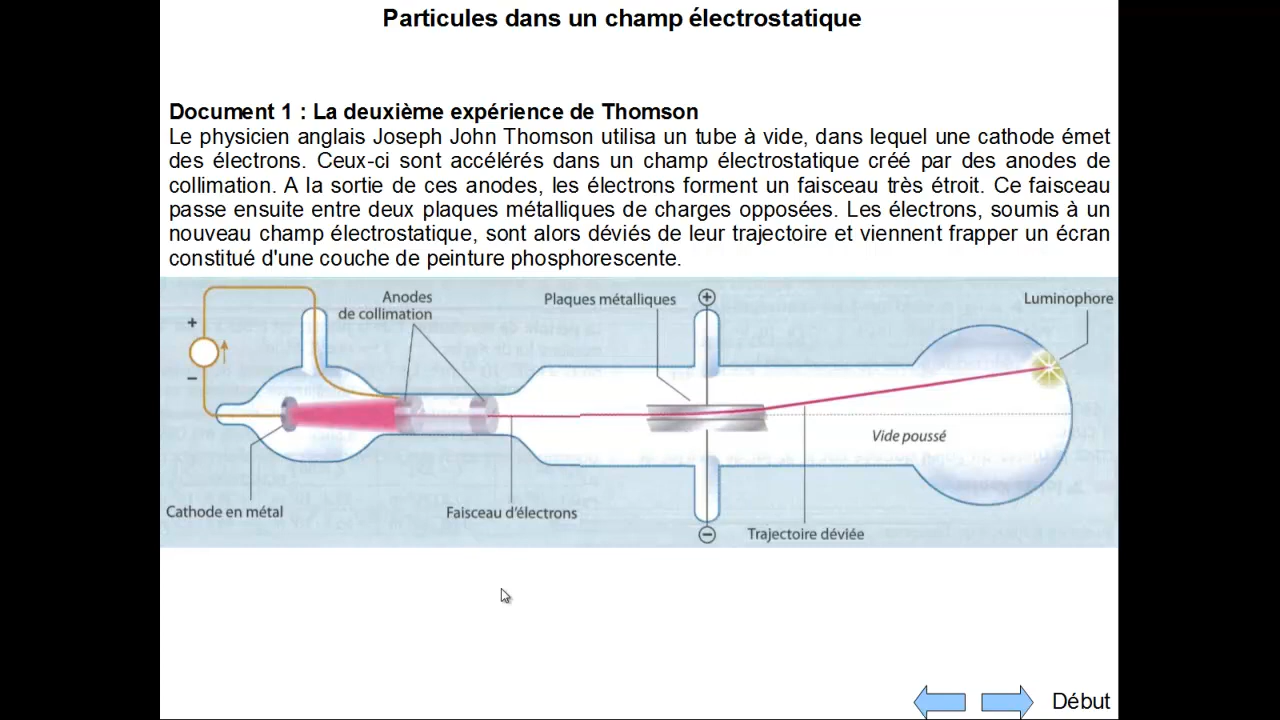 Particules dans un champ électrostatique
Document 1 : La deuxième expérience de Thomson
Le physicien anglais Joseph John Thomson utilisa un tube à vide, dans lequel une cathode émet
des électrons. Ceux-ci sont accélérés dans un champ électrostatique créé par des anodes de
collimation. A la sortie de ces anodes, les électrons forment un faisceau très étroit. Ce faisceau
passe ensuite entre deux plaques métalliques de charges opposées. Les électrons, soumis à un
nouveau champ électrostatique, sont alors déviés de leur trajectoire et viennent frapper un écran
constitué d'une couche de peinture phosphorescente.
Anodes
de collimation
Plaques métalliques
+
Luminophore
+
−
Vide poussé
Cathode en métal
Faisceau d'électrons
−
Trajectoire déviée
Début